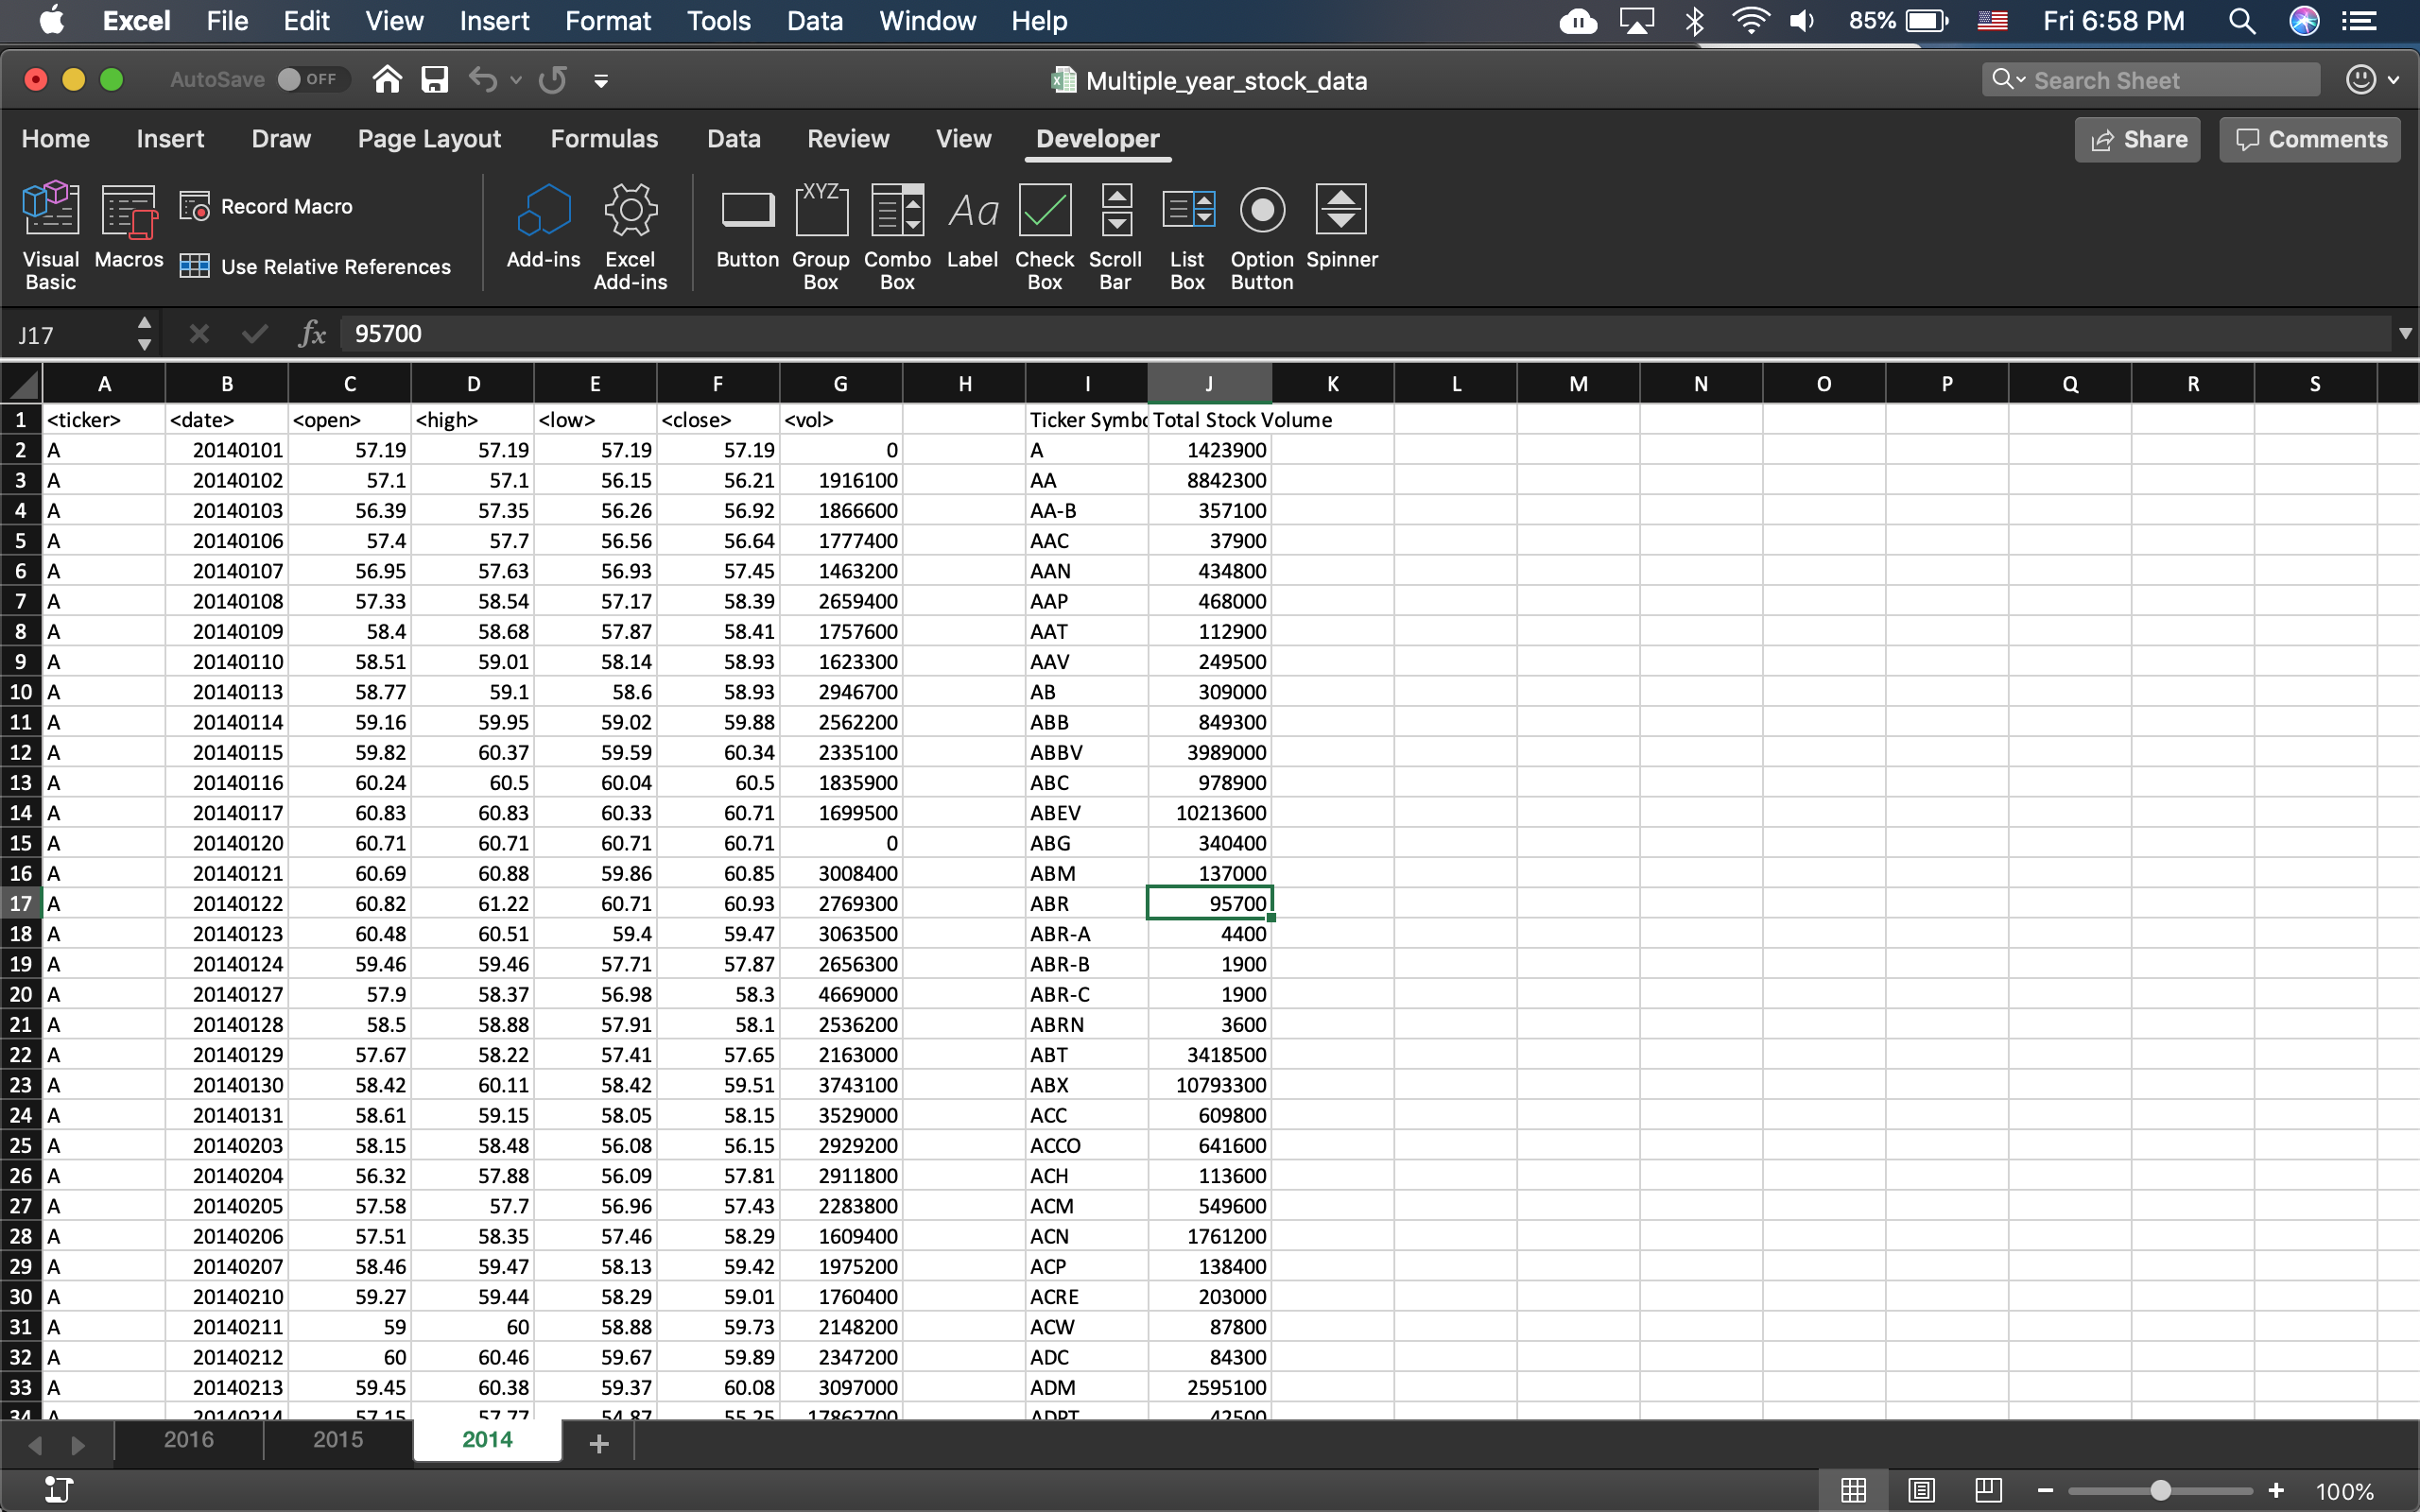 Excel File Edit View Insert Format Tools Data Window Help 85% Fri 6:58 PM
AutoSave OFF Multiple_year_stock_data Search Sheet
Home Insert Draw Page Layout Formulas Data Review View Developer Share Comments
Visual Basic Macros Record Macro Use Relative References Add-ins Excel Add-ins Button XYZ Group Box Combo Box Aa Label Check Box Scroll Bar List Box Option Button Spinner
J17 fx 95700
A B C D E F G H I J K L M N O P Q R S
1 <ticker> <date> <open> <high> <low> <close> <vol> Ticker Symbo Total Stock Volume
2 A 20140101 57.19 57.19 57.19 57.19 0 A 1423900
3 A 20140102 57.1 57.1 56.15 56.21 1916100 AA 8842300
4 A 20140103 56.39 57.35 56.26 56.92 1866600 AA-B 357100
5 A 20140106 57.4 57.7 56.56 56.64 1777400 AAC 37900
6 A 20140107 56.95 57.63 56.93 57.45 1463200 AAN 434800
7 A 20140108 57.33 58.54 57.17 58.39 2659400 AAP 468000
8 A 20140109 58.4 58.68 57.87 58.41 1757600 AAT 112900
9 A 20140110 58.51 59.01 58.14 58.93 1623300 AAV 249500
10 A 20140113 58.77 59.1 58.6 58.93 2946700 AB 309000
11 A 20140114 59.16 59.95 59.02 59.88 2562200 ABB 849300
12 A 20140115 59.82 60.37 59.59 60.34 2335100 ABBV 3989000
13 A 20140116 60.24 60.5 60.04 60.5 1835900 ABC 978900
14 A 20140117 60.83 60.83 60.33 60.71 1699500 ABEV 10213600
15 A 20140120 60.71 60.71 60.71 60.71 0 ABG 340400
16 A 20140121 60.69 60.88 59.86 60.85 3008400 ABM 137000
17 A 20140122 60.82 61.22 60.71 60.93 2769300 ABR 95700
18 A 20140123 60.48 60.51 59.4 59.47 3063500 ABR-A 4400
19 A 20140124 59.46 59.46 57.71 57.87 2656300 ABR-B 1900
20 A 20140127 57.9 58.37 56.98 58.3 4669000 ABR-C 1900
21 A 20140128 58.5 58.88 57.91 58.1 2536200 ABRN 3600
22 A 20140129 57.67 58.22 57.41 57.65 2163000 ABT 3418500
23 A 20140130 58.42 60.11 58.42 59.51 3743100 ABX 10793300
24 A 20140131 58.61 59.15 58.05 58.15 3529000 ACC 609800
25 A 20140203 58.15 58.48 56.08 56.15 2929200 ACCO 641600
26 A 20140204 56.32 57.88 56.09 57.81 2911800 ACH 113600
27 A 20140205 57.58 57.7 56.96 57.43 2283800 ACM 549600
28 A 20140206 57.51 58.35 57.46 58.29 1609400 ACN 1761200
29 A 20140207 58.46 59.47 58.13 59.42 1975200 ACP 138400
30 A 20140210 59.27 59.44 58.29 59.01 1760400 ACRE 203000
31 A 20140211 59 60 58.88 59.73 2148200 ACW 87800
32 A 20140212 60 60.46 59.67 59.89 2347200 ADC 84300
33 A 20140213 59.45 60.38 59.37 60.08 3097000 ADM 2595100
34 A 20140214 57.15 57.77 54.87 55.25 17862700 ADPT 42500
2016 2015 2014
100%